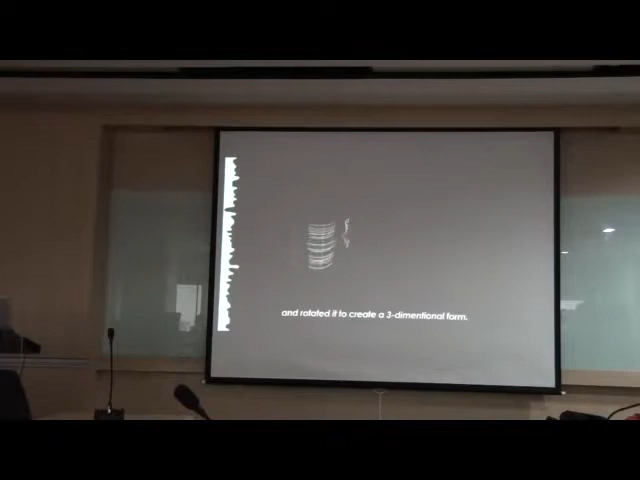 and rotated it to create a 3-dimentional form.